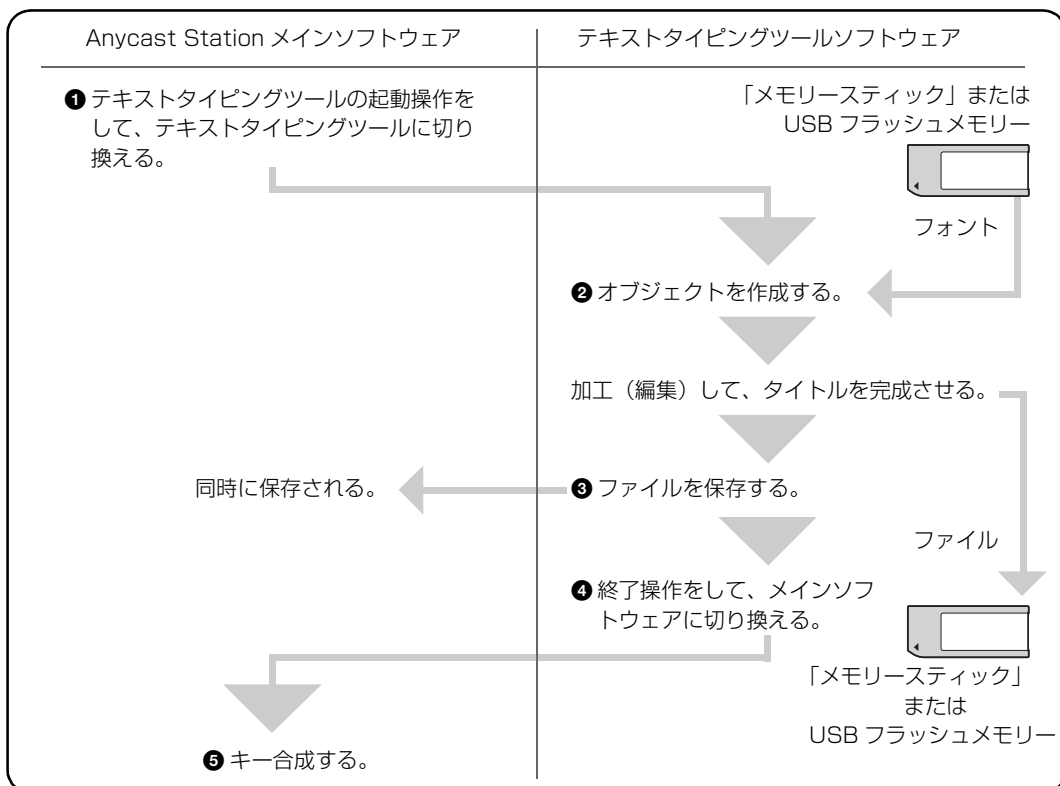 Anycast Station メインソフトウェア
テキストタイピングツールソフトウェア
❶ テキストタイピングツールの起動操作を
して、テキストタイピングツールに切り
換える。
「メモリースティック」または
USB フラッシュメモリー
フォント
❷ オブジェクトを作成する。
加工（編集）して、タイトルを完成させる。
同時に保存される。
❸ ファイルを保存する。
ファイル
❹ 終了操作をして、メインソフ
トウェアに切り換える。
「メモリースティック」
または
USB フラッシュメモリー
❺ キー合成する。